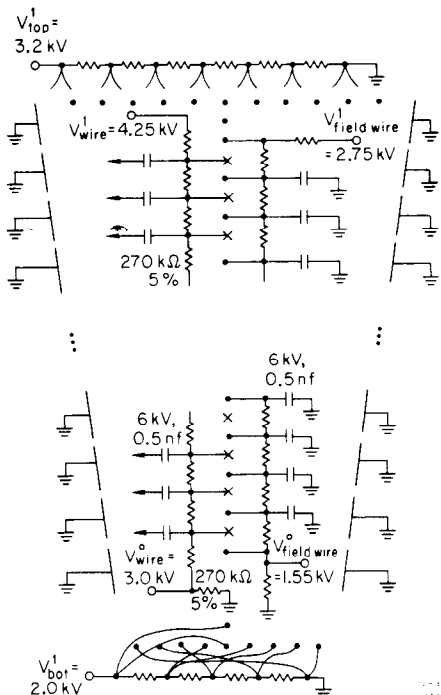 V¹top =
3.2 kV
V¹wire = 4.25 kV
V¹field wire
= 2.75 kV
270 kΩ
5%
6 kV,
0.5 nf
6 kV,
0.5 nf
V⁰wire =
3.0 kV
270 kΩ
5%
V⁰field wire
= 1.55 kV
V¹bot =
2.0 kV